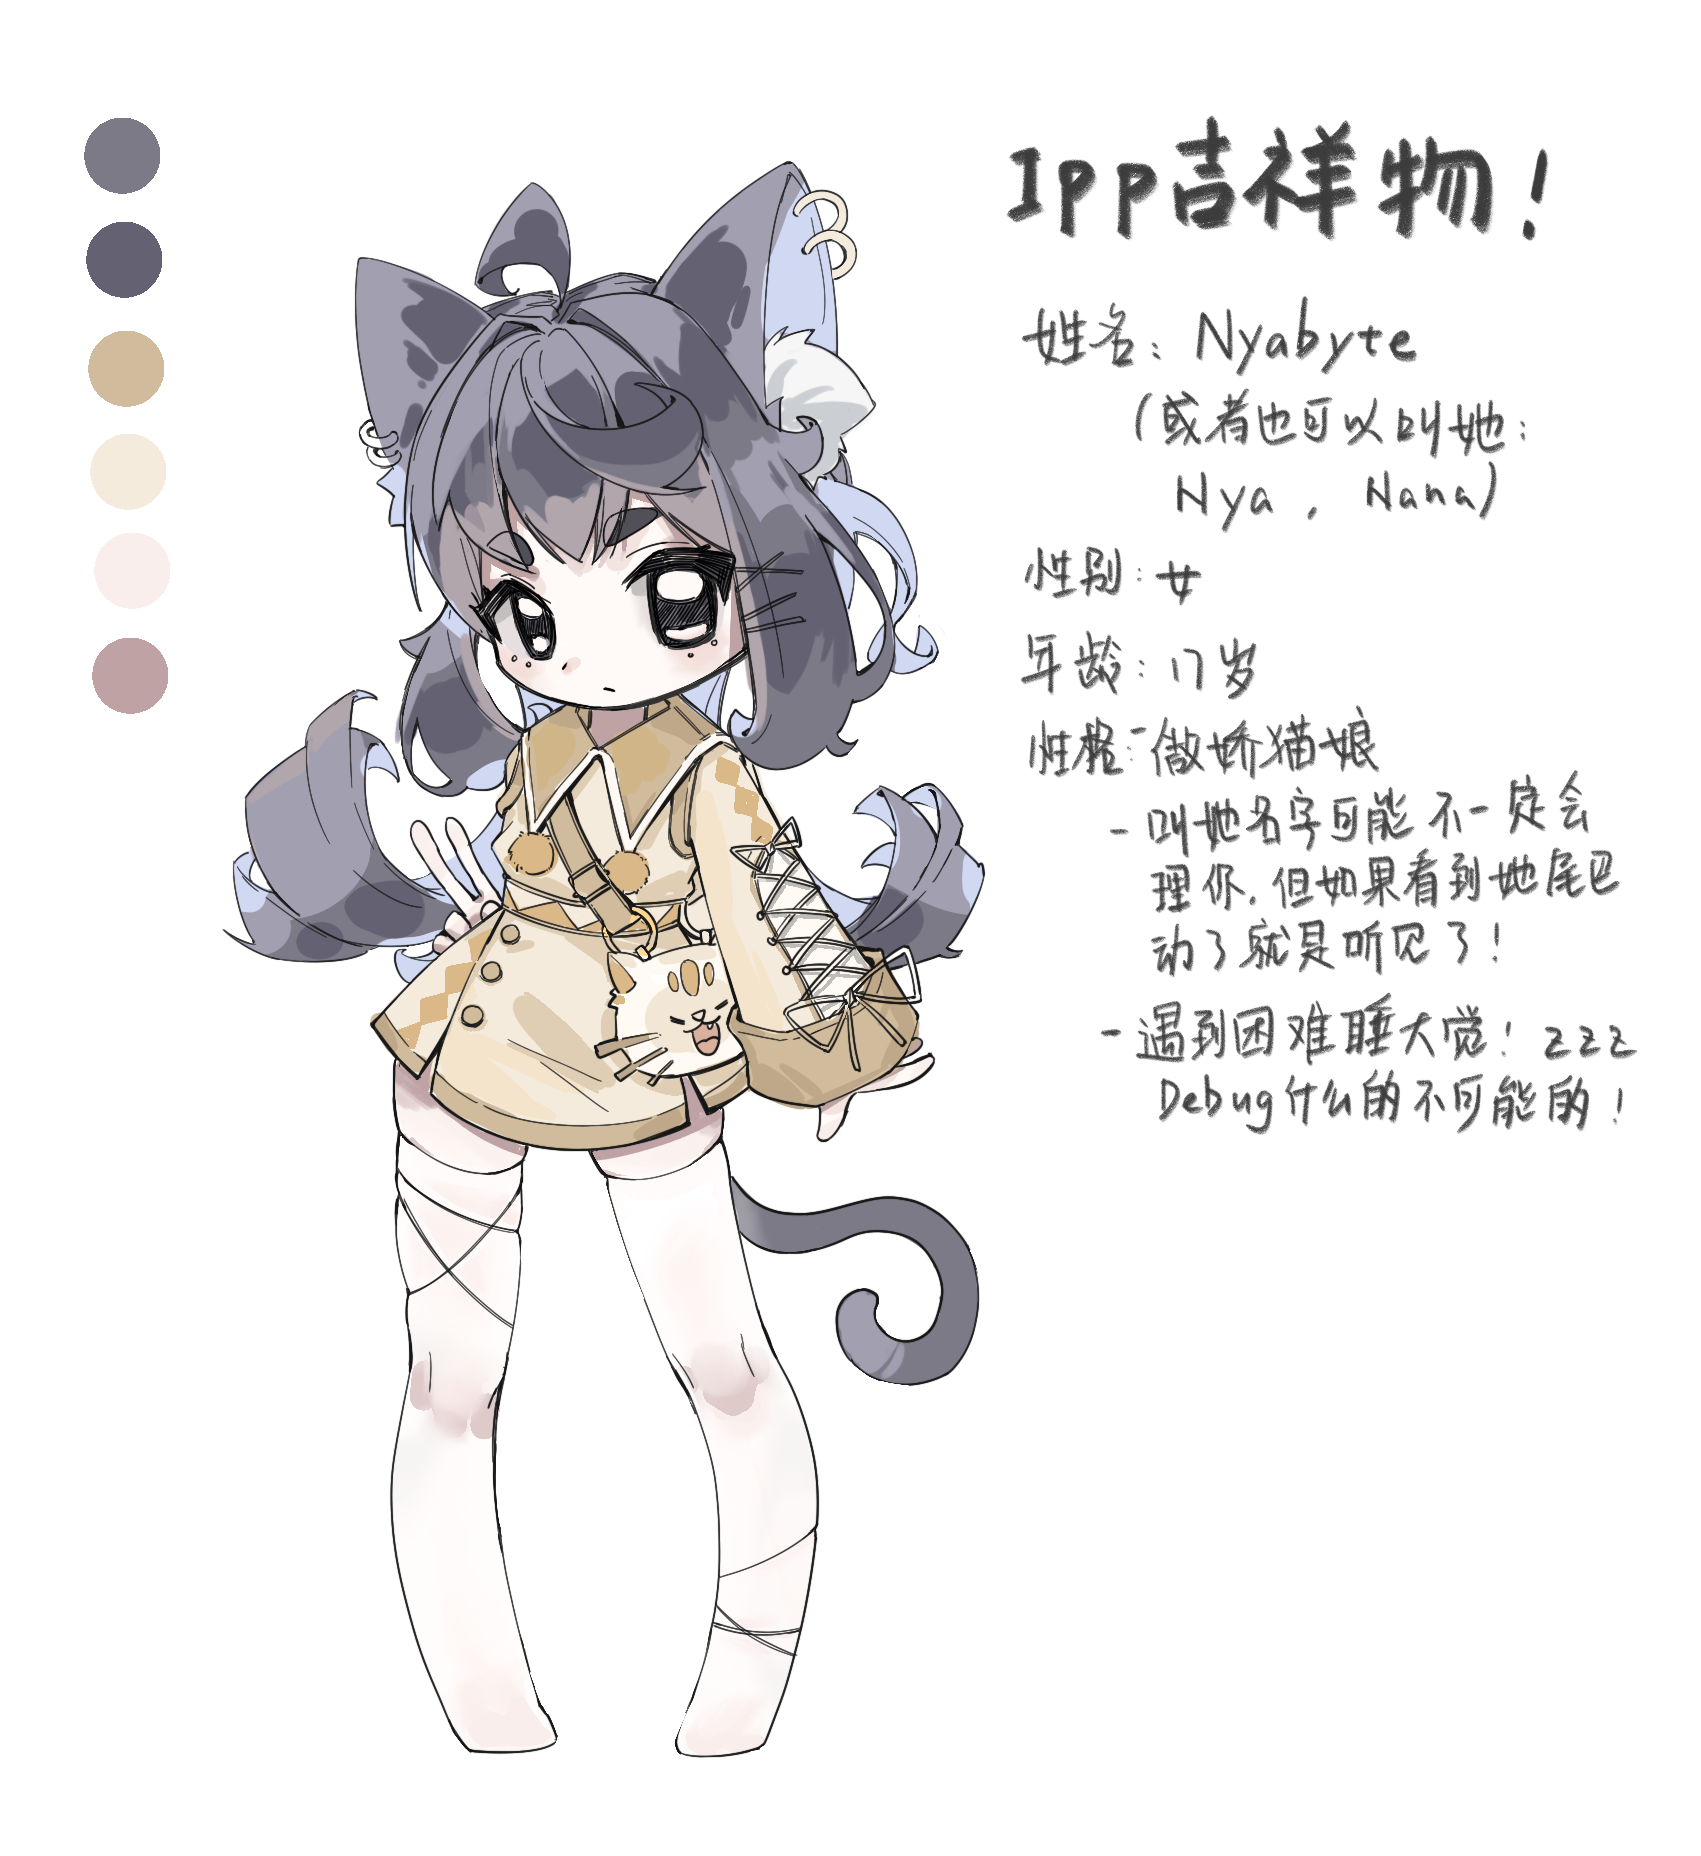 Ipp吉祥物!
姓名: Nyabyte
(或者也可以叫她:
Nya , Nana)
性别: 女
年龄: 17岁
性格:-傲娇猫娘
-叫她名字可能不一定会
理你.但如果看到她尾巴
动了就是听见了!
-遇到困难睡大觉! zzz
Debug什么的不可能的!